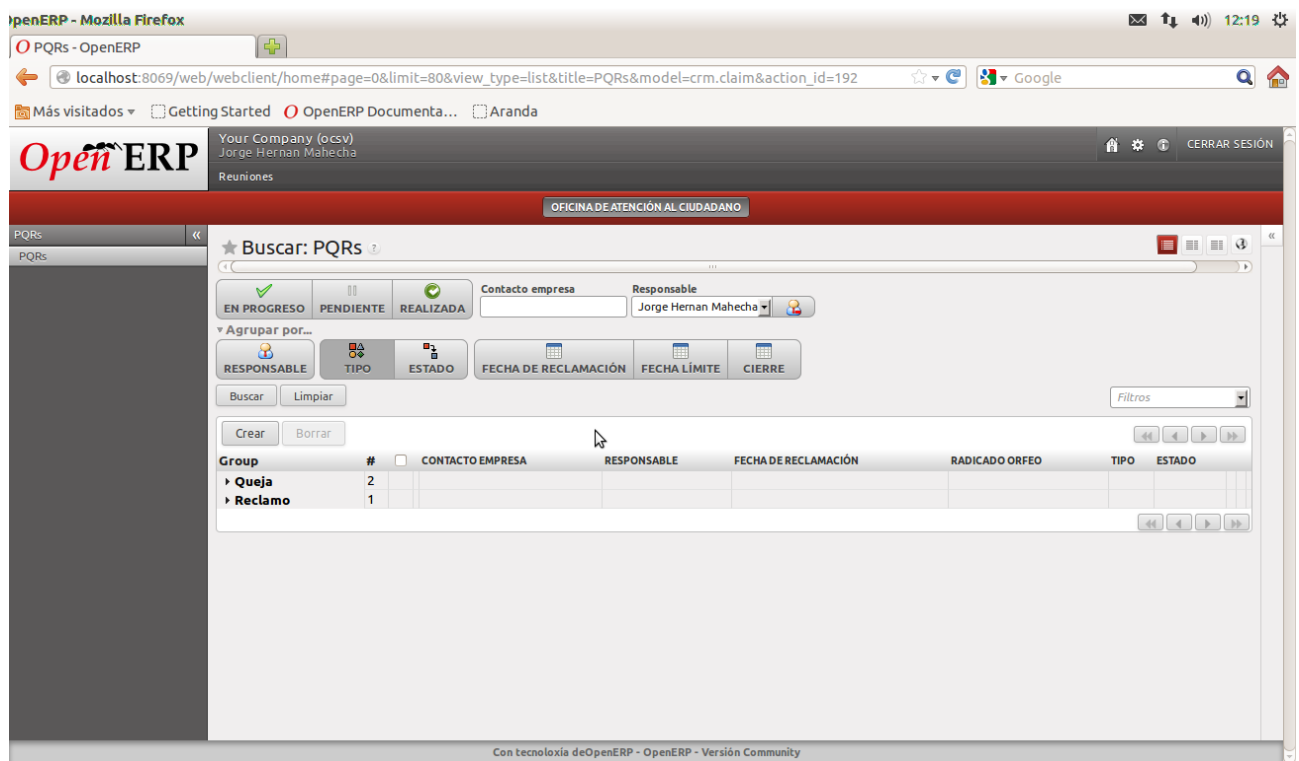 OpenERP - Mozilla Firefox 12:19
PQRs - OpenERP
localhost:8069/web/webclient/home#page=0&limit=80&view_type=list&title=PQRs&model=crm.claim&action_id=192 Google
Más visitados Getting Started OpenERP Documenta... Aranda
Open ERP
Your Company (ocsv)
Jorge Hernan Mahecha
CERRAR SESIÓN
Reuniones
OFICINA DE ATENCIÓN AL CIUDADANO
PQRs «
PQRs
Buscar: PQRs ? «
EN PROGRESO PENDIENTE REALIZADA
Contacto empresa Responsable
Jorge Hernan Mahecha
Agrupar por...
RESPONSABLE TIPO ESTADO FECHA DE RECLAMACIÓN FECHA LÍMITE CIERRE
Buscar Limpiar Filtros
Crear Borrar
Group # CONTACTO EMPRESA RESPONSABLE FECHA DE RECLAMACIÓN RADICADO ORFEO TIPO ESTADO
Queja 2
Reclamo 1
Con tecnoloxia deOpenERP - OpenERP - Versión Community